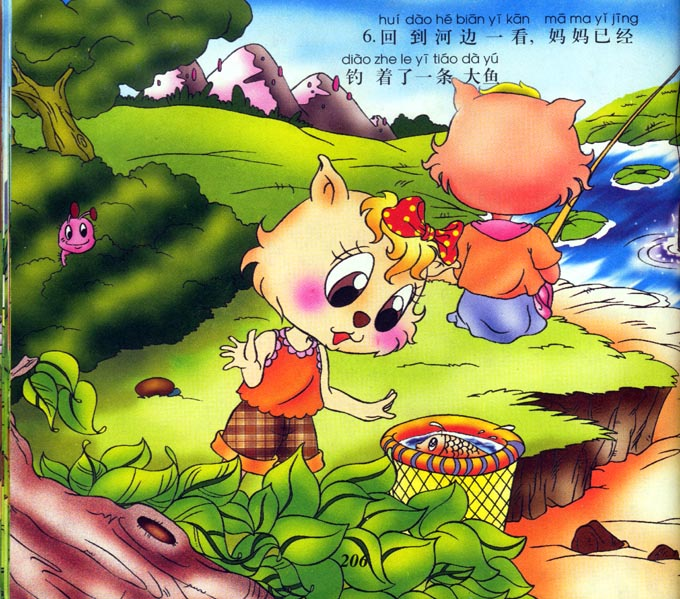 huí dào hé biān yī kān mā ma yǐ jīng
6.回到河边一看，妈妈已经
diào zhe le yī tiáo dà yú
钓着了一条大鱼
206